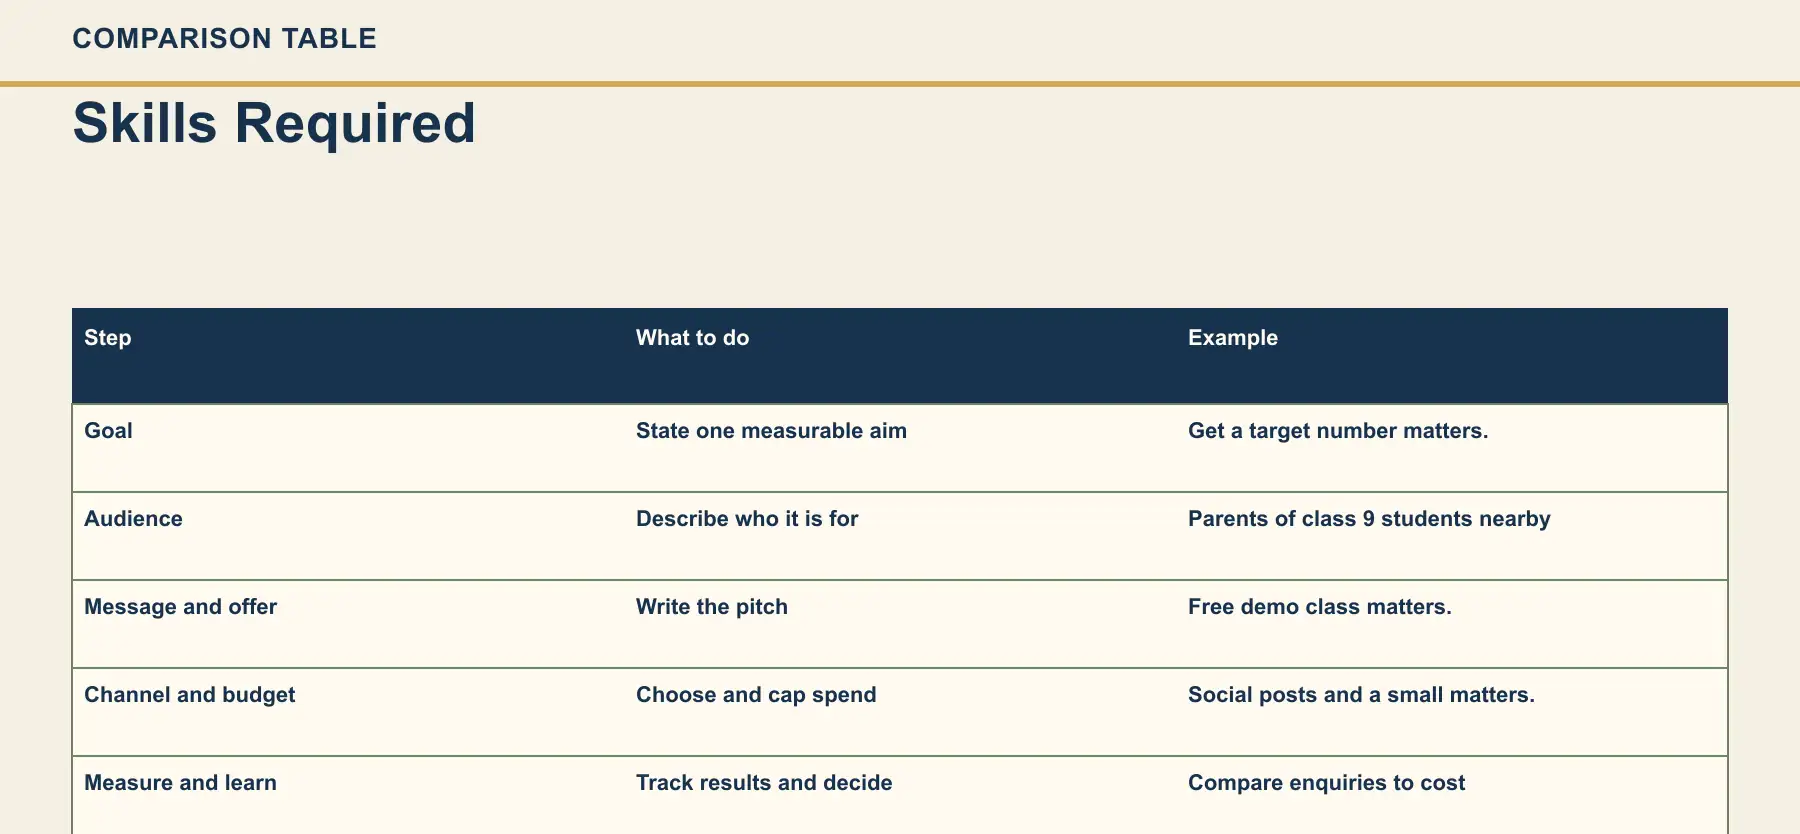 COMPARISON TABLE
Skills Required
Step What to do Example
Goal State one measurable aim Get a target number matters.
Audience Describe who it is for Parents of class 9 students nearby
Message and offer Write the pitch Free demo class matters.
Channel and budget Choose and cap spend Social posts and a small matters.
Measure and learn Track results and decide Compare enquiries to cost